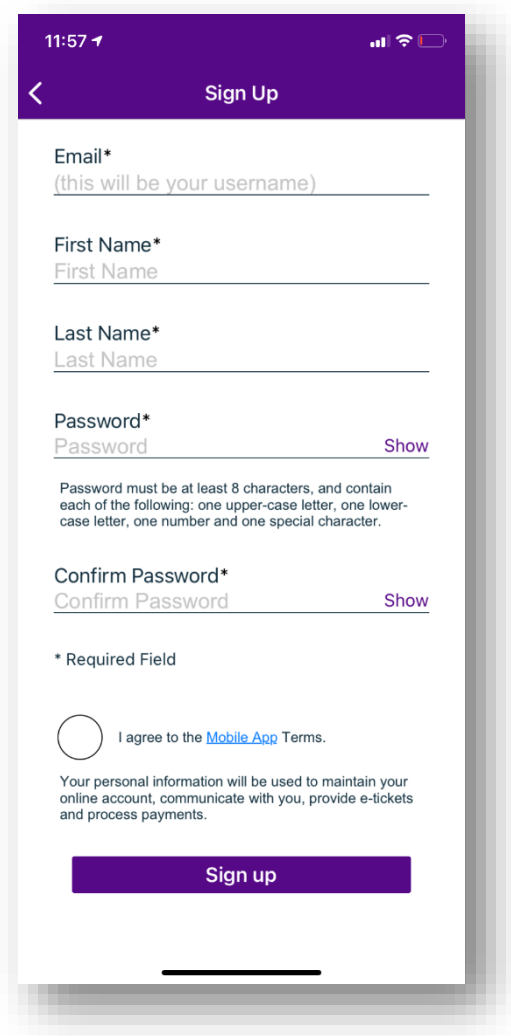 11:57
Sign Up
Email*
(this will be your username)
First Name*
First Name
Last Name*
Last Name
Password*
Password Show
Password must be at least 8 characters, and contain
each of the following: one upper-case letter, one lower-
case letter, one number and one special character.
Confirm Password*
Confirm Password Show
* Required Field
I agree to the Mobile App Terms.
Your personal information will be used to maintain your
online account, communicate with you, provide e-tickets
and process payments.
Sign up